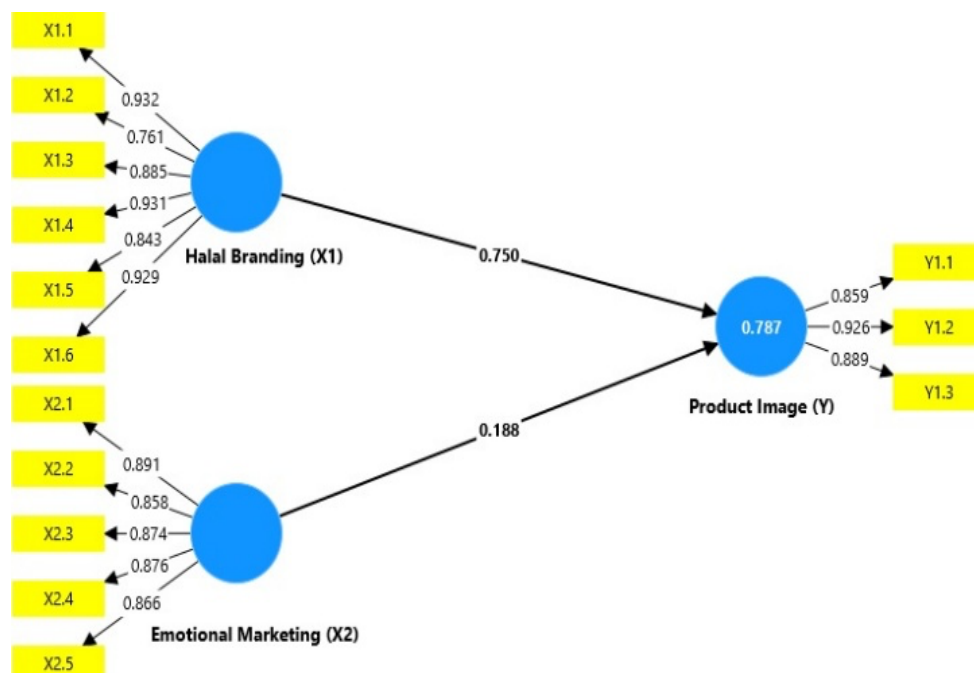 X1.1
X1.2
X1.3
X1.4
X1.5
X1.6
0.932
0.761
0.885
0.931
0.843
0.929
Halal Branding (X1)
0.750
X2.1
X2.2
X2.3
X2.4
X2.5
0.891
0.858
0.874
0.876
0.866
Emotional Marketing (X2)
0.188
0.787
Product Image (Y)
0.859
0.926
0.889
Y1.1
Y1.2
Y1.3